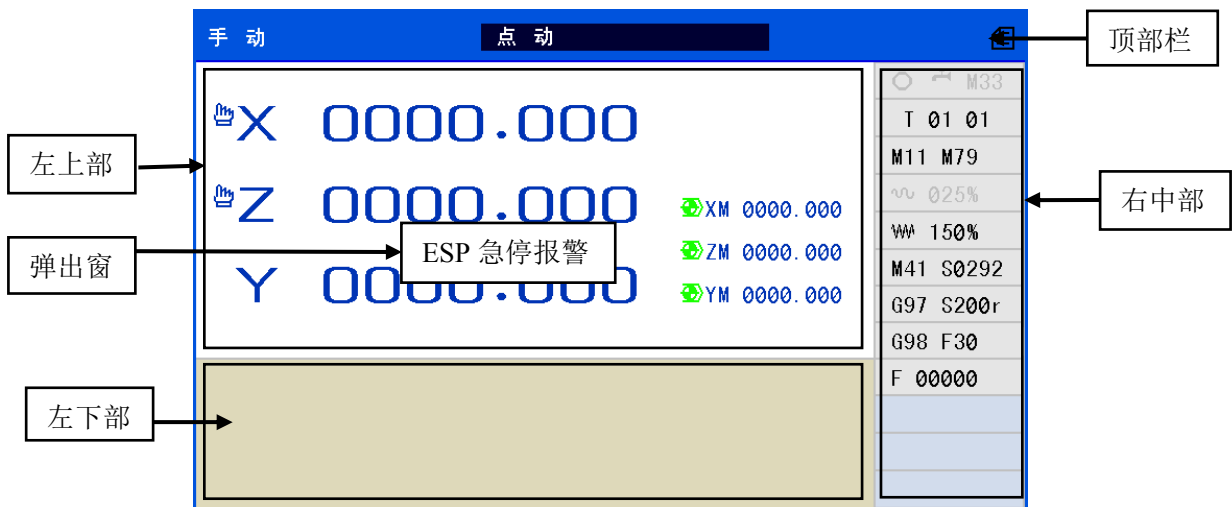 手 动 点 动
顶部栏
M33
X 0000.000
T 01 01
左上部
M11 M79
Z 0000.000
025%
右中部
XM 0000.000
150%
弹出窗
ESP 急停报警
ZM 0000.000
M41 S0292
Y 0000.000
YM 0000.000
G97 S200r
G98 F30
F 00000
左下部